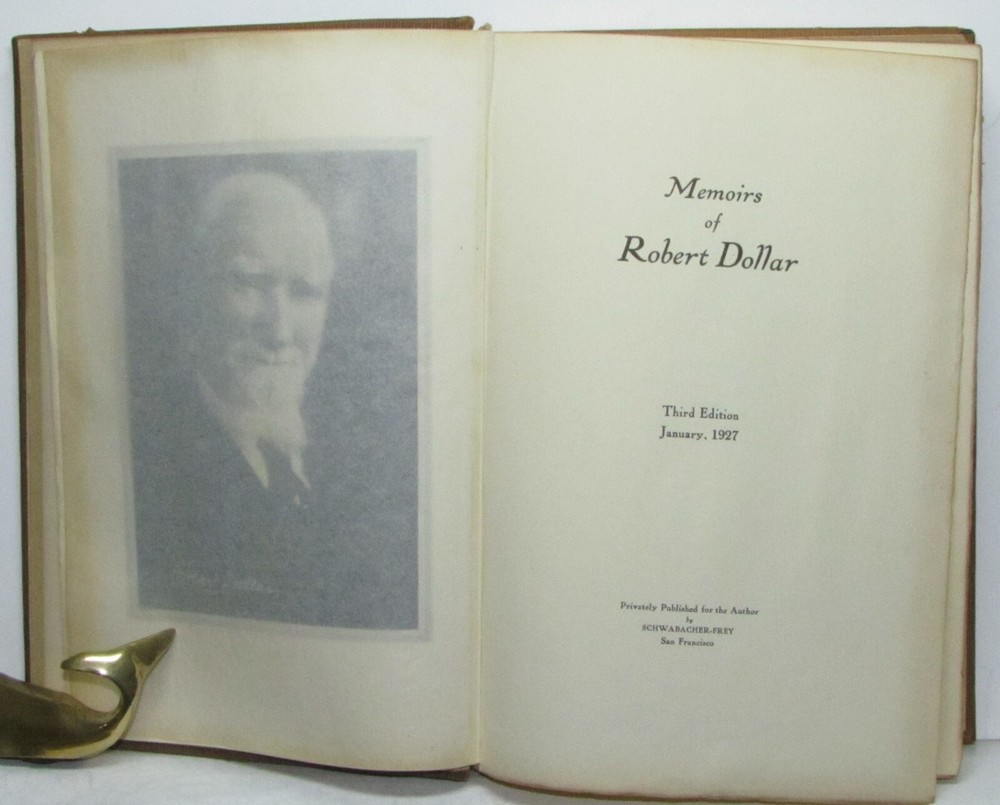 Memoirs
of
Robert Dollar
Third Edition
January, 1927
Privately Published for the Author
by
SCHWABACHER-FREY
San Francisco